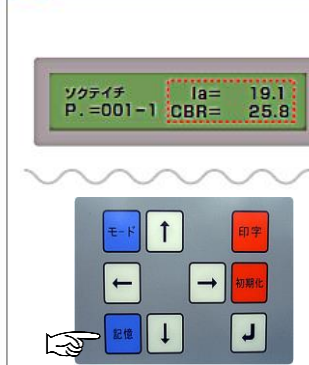 ソクテイチ Ia= 19.1
P.=001-1 CBR= 25.8
モード ↑ 印字
← → 初期化
記憶 ↓ ↲